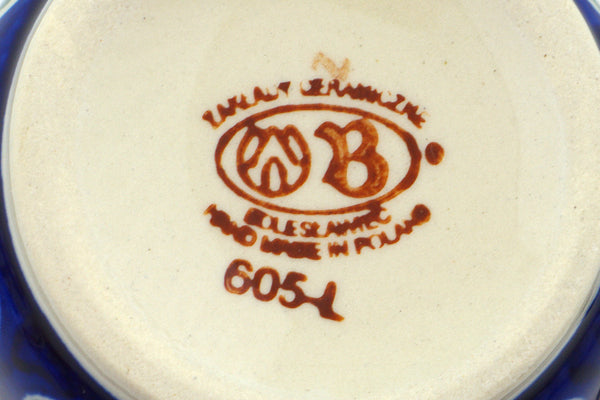 ZAKŁADY CERAMICZNE
B
BOLESŁAWIEC
HAND MADE IN POLAND
605-1